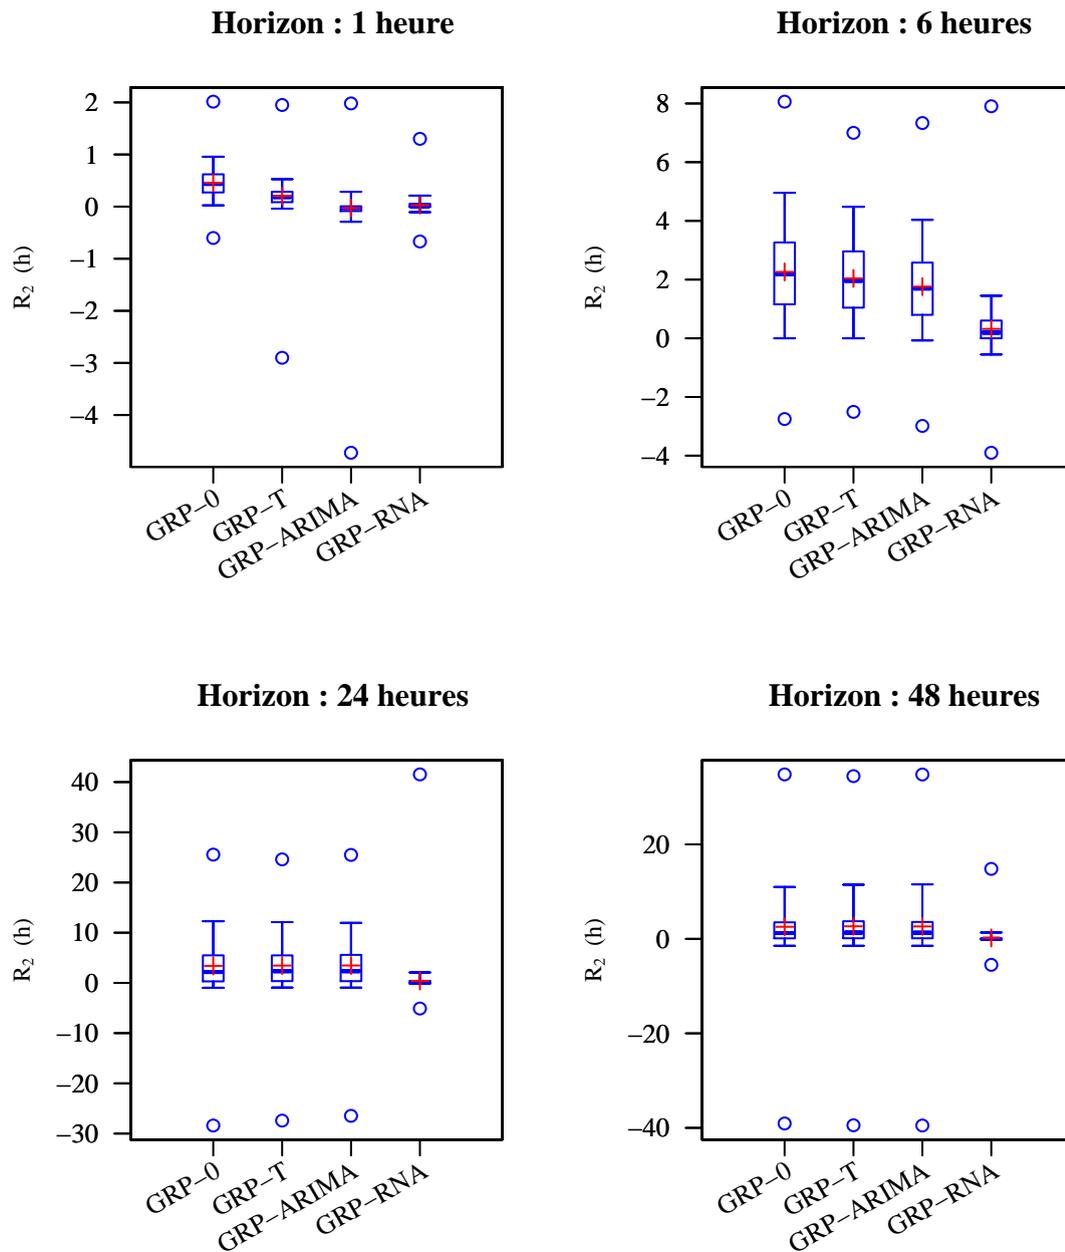 Horizon : 1 heure
R2 (h)
2
1
0
−1
−2
−3
−4
GRP−0
GRP−T
GRP−ARIMA
GRP−RNA
Horizon : 6 heures
R2 (h)
8
6
4
2
0
−2
−4
GRP−0
GRP−T
GRP−ARIMA
GRP−RNA
Horizon : 24 heures
R2 (h)
40
30
20
10
0
−10
−20
−30
GRP−0
GRP−T
GRP−ARIMA
GRP−RNA
Horizon : 48 heures
R2 (h)
20
0
−20
−40
GRP−0
GRP−T
GRP−ARIMA
GRP−RNA